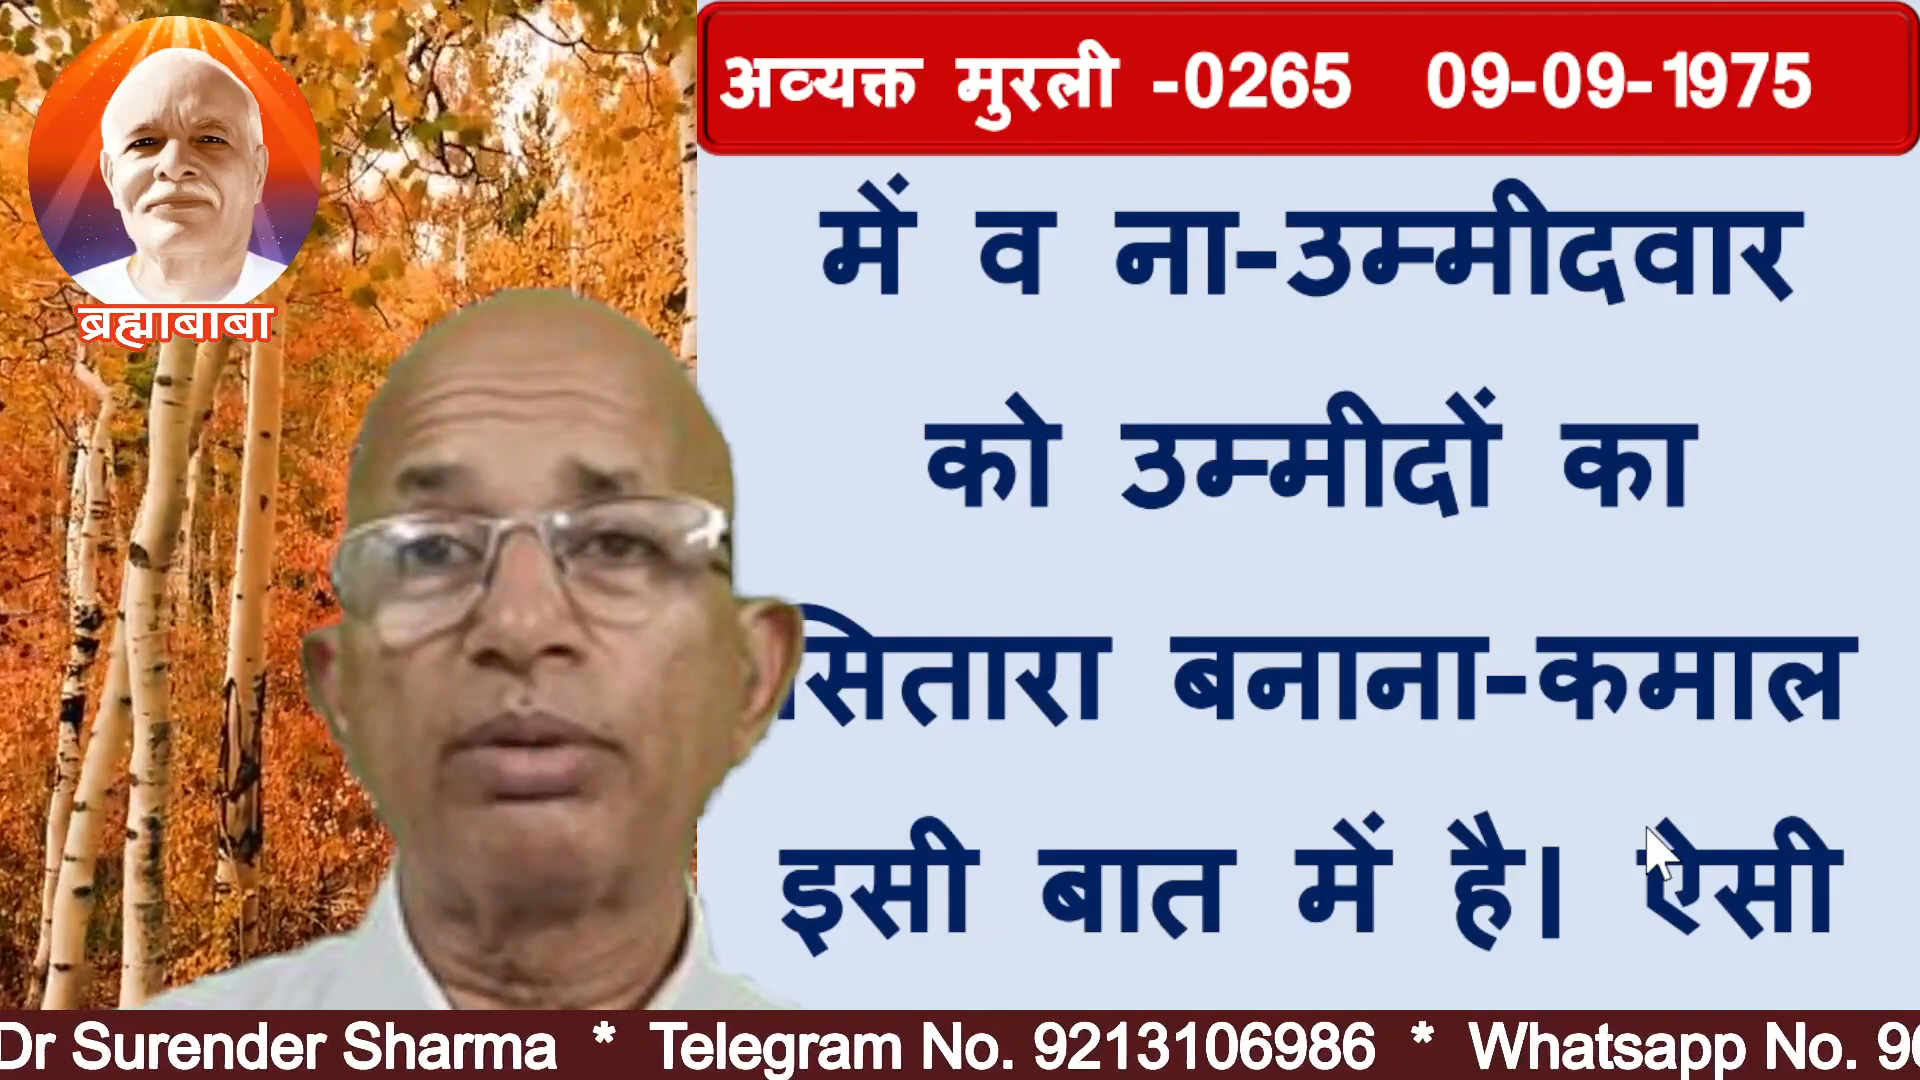 अव्यक्त मुरली -0265 09-09-1975
ब्रह्माबाबा
में व ना-उम्मीदवार
को उम्मीदों का
सितारा बनाना-कमाल
इसी बात में है। ऐसी
Dr Surender Sharma * Telegram No. 9213106986 * Whatsapp No.